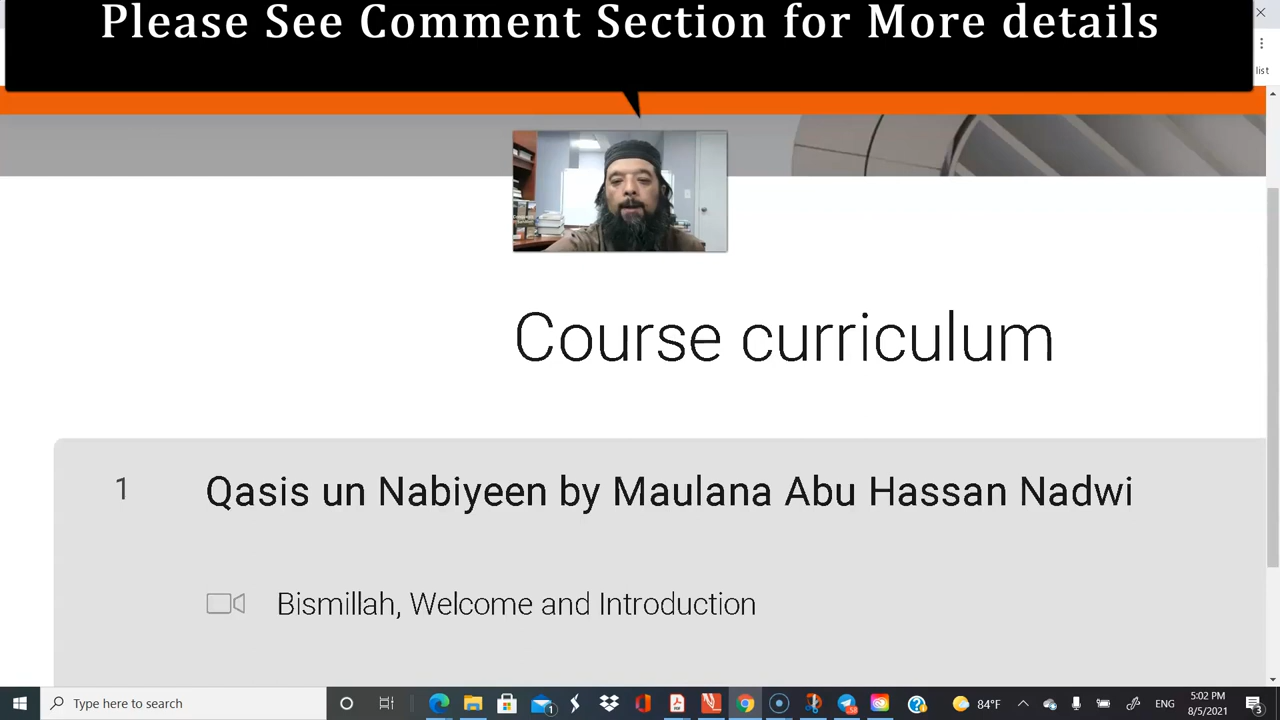 Please See Comment Section for More details
list
Course curriculum
1
Qasis un Nabiyeen by Maulana Abu Hassan Nadwi
Bismillah, Welcome and Introduction
Type here to search
84°F
ENG
5:02 PM
8/5/2021